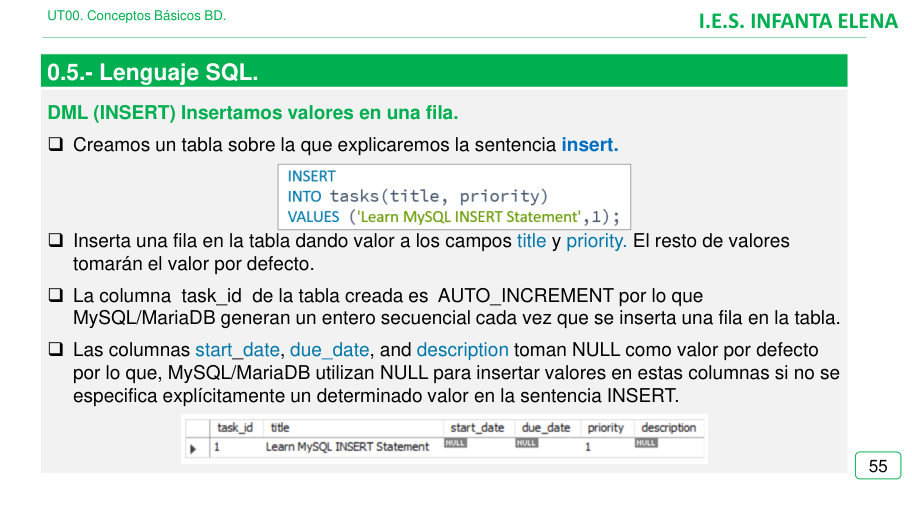 UT00. Conceptos Básicos BD.
I.E.S. INFANTA ELENA
0.5.- Lenguaje SQL.
DML (INSERT) Insertamos valores en una fila.
❑ Creamos un tabla sobre la que explicaremos la sentencia insert.
INSERT
INTO tasks(title, priority)
VALUES ('Learn MySQL INSERT Statement',1);
❑ Inserta una fila en la tabla dando valor a los campos title y priority. El resto de valores
tomarán el valor por defecto.
❑ La columna task_id de la tabla creada es AUTO_INCREMENT por lo que
MySQL/MariaDB generan un entero secuencial cada vez que se inserta una fila en la tabla.
❑ Las columnas start_date, due_date, and description toman NULL como valor por defecto
por lo que, MySQL/MariaDB utilizan NULL para insertar valores en estas columnas si no se
especifica explícitamente un determinado valor en la sentencia INSERT.
task_id title start_date due_date priority description
1 Learn MySQL INSERT Statement NULL NULL 1 NULL
55